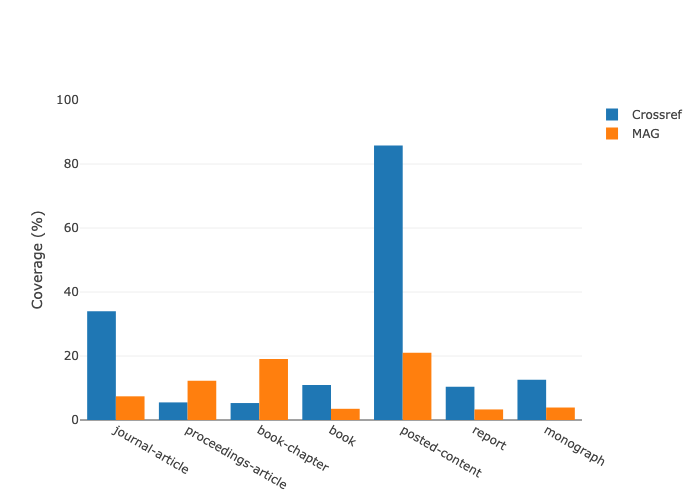 100
80
60
40
20
0
Coverage (%)
journal-article
proceedings-article
book-chapter
book
posted-content
report
monograph
Crossref
MAG